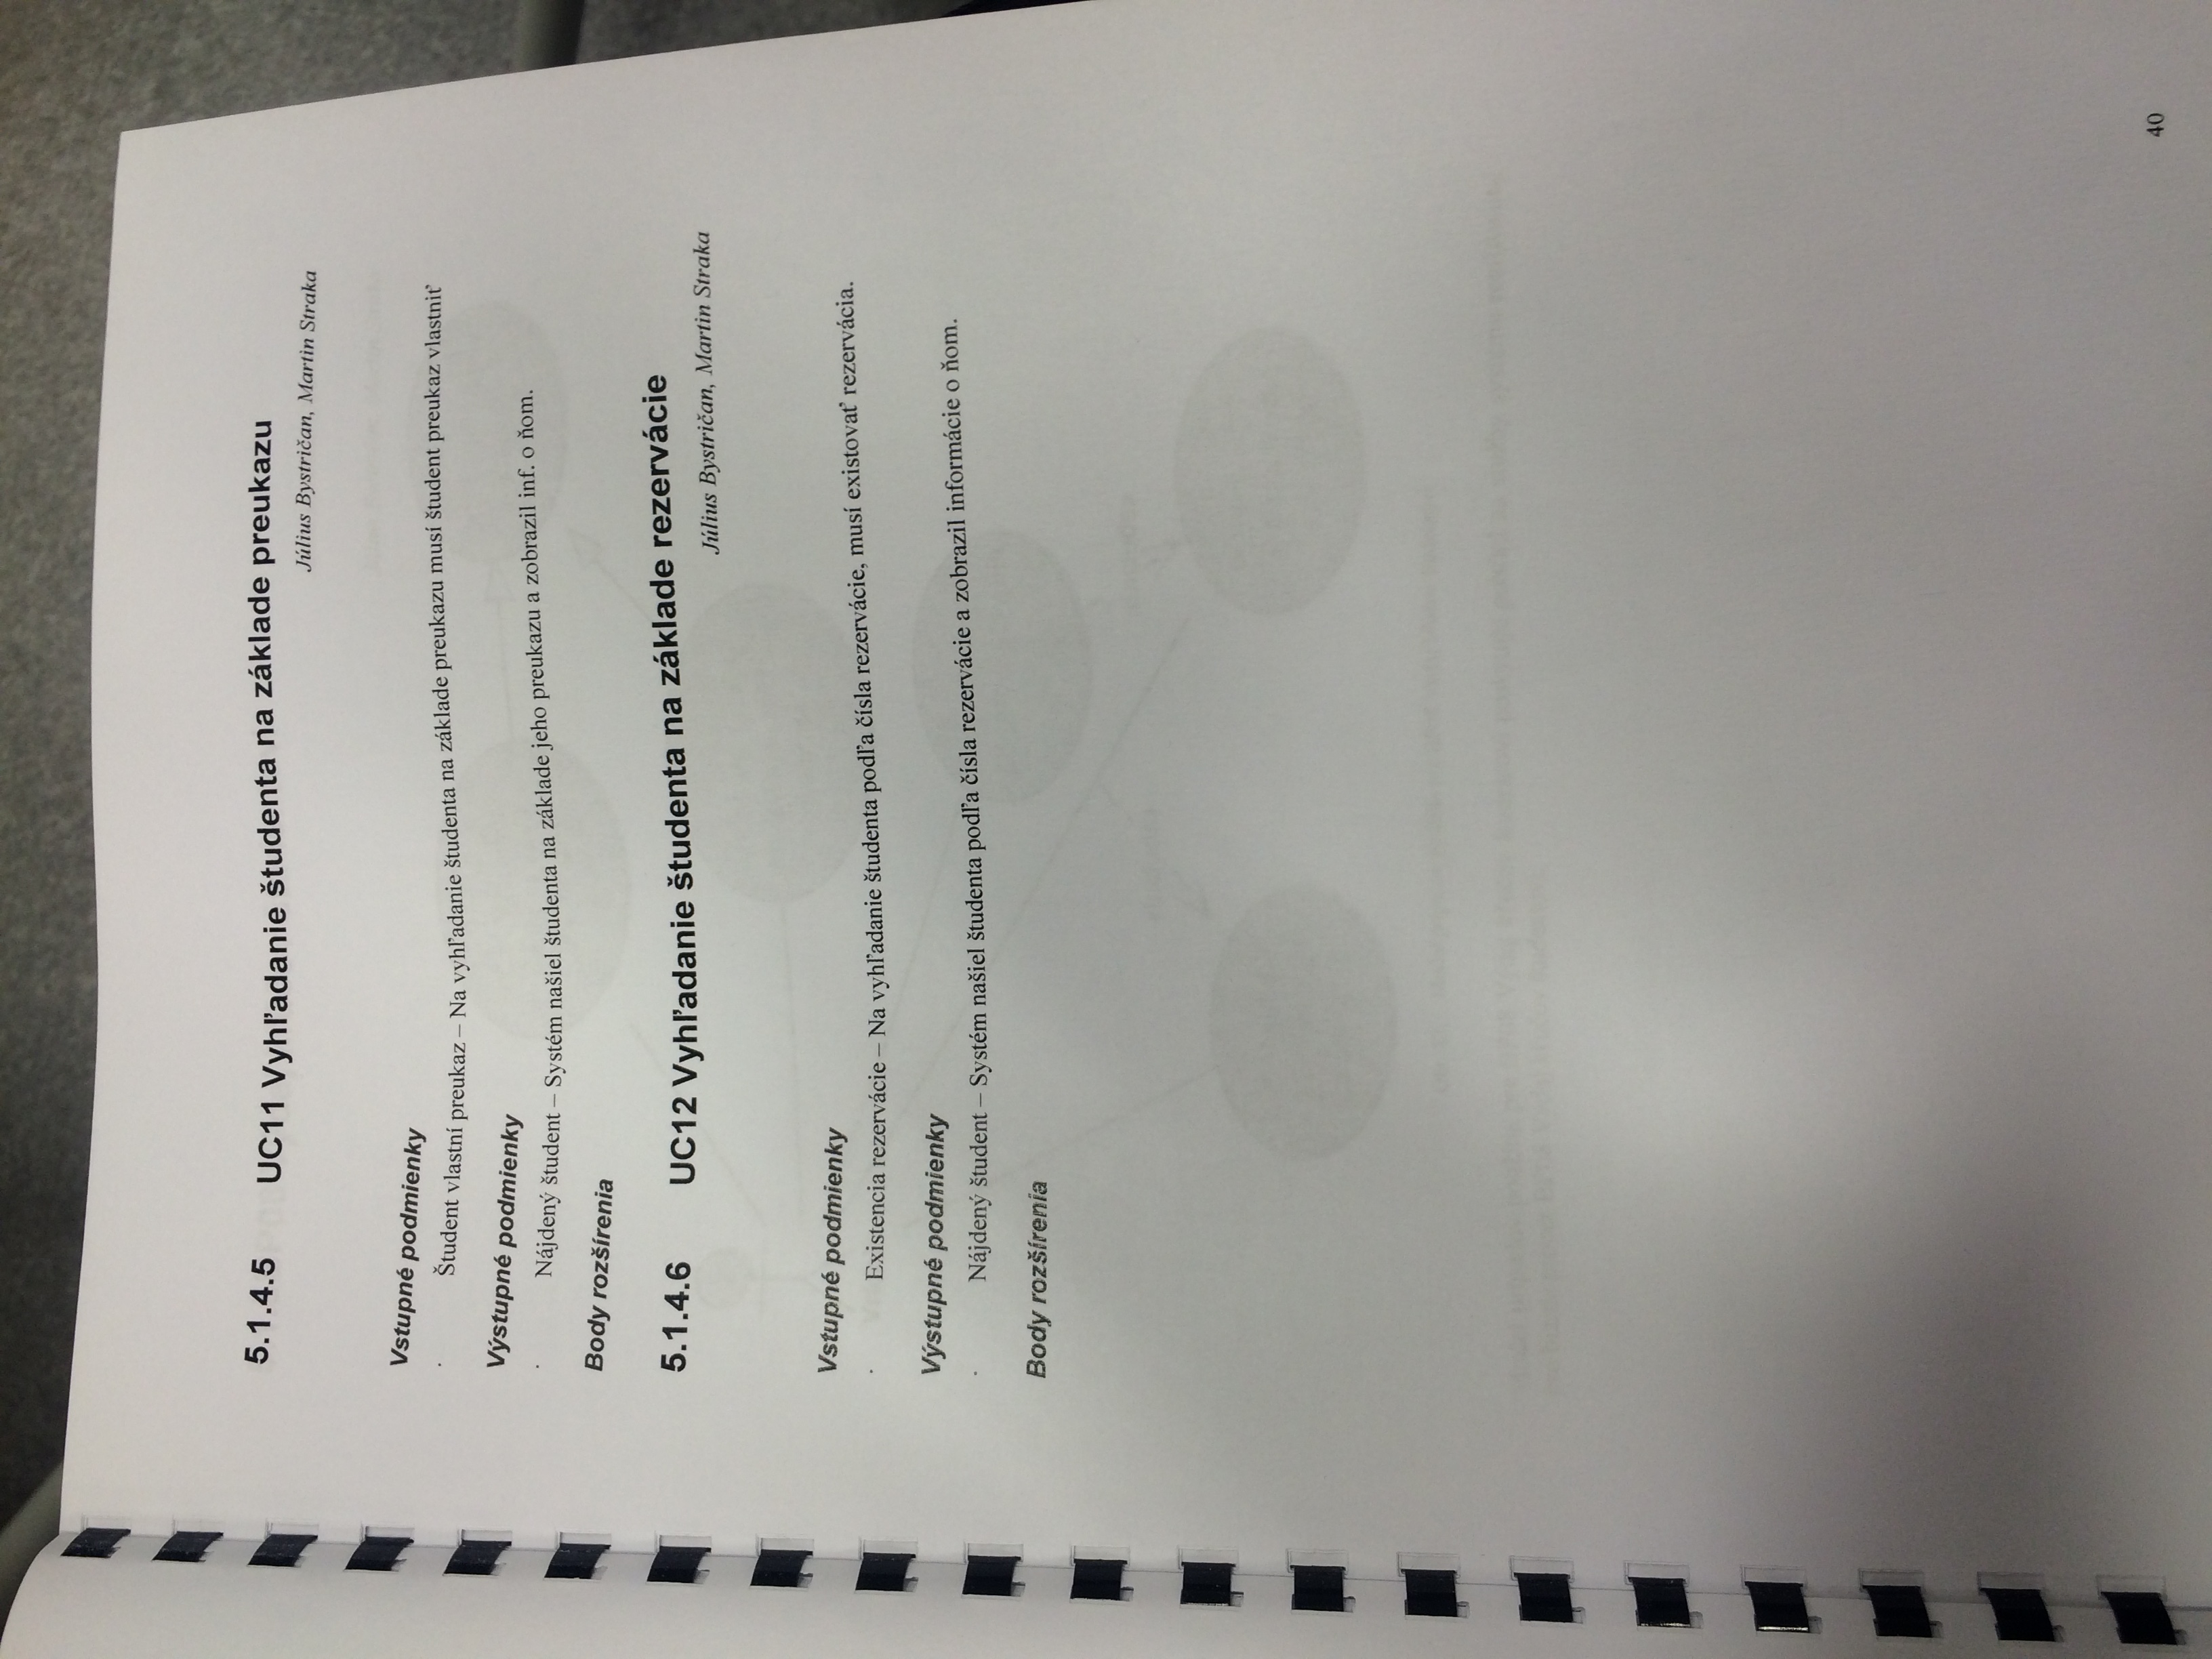 5.1.4.5 UC11 Vyhľadanie študenta na základe preukazu
Július Bystričan, Martin Straka
Vstupné podmienky
· Študent vlastní preukaz – Na vyhľadanie študenta na základe preukazu musí študent preukaz vlastniť
Výstupné podmienky
· Nájdený študent – Systém našiel študenta na základe jeho preukazu a zobrazil inf. o ňom.
Body rozšírenia
5.1.4.6 UC12 Vyhľadanie študenta na základe rezervácie
Július Bystričan, Martin Straka
Vstupné podmienky
· Existencia rezervácie – Na vyhľadanie študenta podľa čísla rezervácie, musí existovať rezervácia.
Výstupné podmienky
· Nájdený študent – Systém našiel študenta podľa čísla rezervácie a zobrazil informácie o ňom.
Body rozšírenia
40